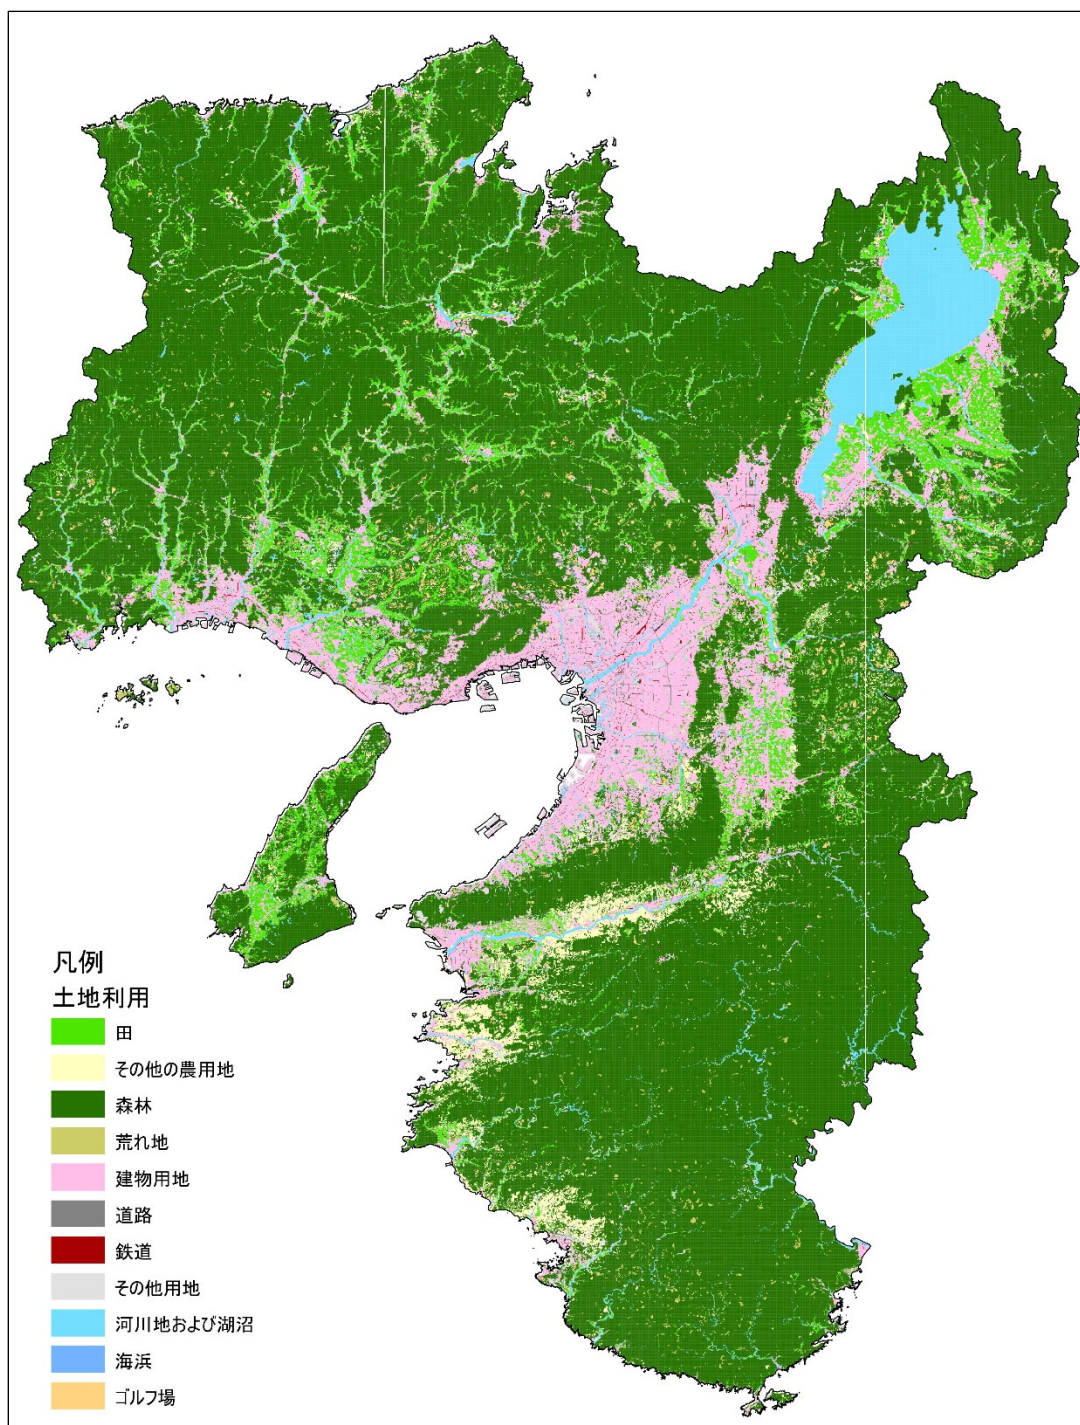 凡例
土地利用
田
その他の農用地
森林
荒れ地
建物用地
道路
鉄道
その他用地
河川地および湖沼
海浜
ゴルフ場